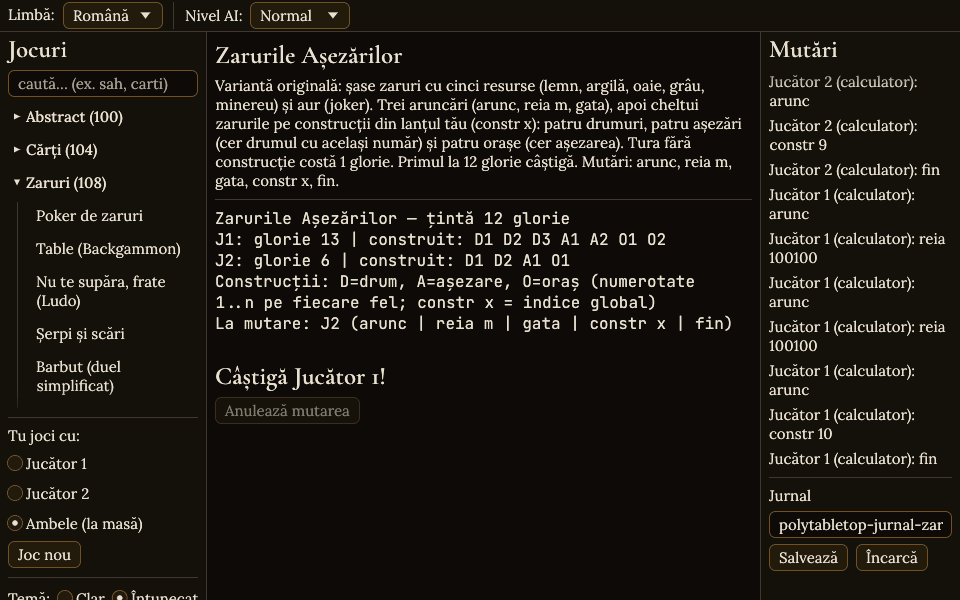 Limbă:
Română
Nivel AI:
Normal
Jocuri
caută... (ex. sah, carti)
Abstract (100)
Cărți (104)
Zaruri (108)
Poker de zaruri
Table (Backgammon)
Nu te supăra, frate
(Ludo)
Șerpi și scări
Barbut (duel
simplificat)
Tu joci cu:
Jucător 1
Jucător 2
Ambele (la masă)
Joc nou
Temă:
Clar
Întunecat
Zarurile Așezărilor
Variantă originală: șase zaruri cu cinci resurse (lemn, argilă, oaie, grâu,
minereu) și aur (joker). Trei aruncări (arunc, reia m, gata), apoi cheltui
zarurile pe construcții din lanțul tău (constr x): patru drumuri, patru așezări
(cer drumul cu același număr) și patru orașe (cer așezarea). Tura fără
construcție costă 1 glorie. Primul la 12 glorie câștigă. Mutări: arunc, reia m,
gata, constr x, fin.
Zarurile Așezărilor — țintă 12 glorie
J1: glorie 13 | construit: D1 D2 D3 A1 A2 O1 O2
J2: glorie 6 | construit: D1 D2 A1 O1
Construcții: D=drum, A=așezare, O=oraș (numerotate
1..n pe fiecare fel; constr x = indice global)
La mutare: J2 (arunc | reia m | gata | constr x | fin)
Câștigă Jucător 1!
Anulează mutarea
Mutări
Jucător 2 (calculator):
arunc
Jucător 2 (calculator):
constr 9
Jucător 2 (calculator): fin
Jucător 1 (calculator):
arunc
Jucător 1 (calculator): reia
100100
Jucător 1 (calculator):
arunc
Jucător 1 (calculator): reia
100100
Jucător 1 (calculator):
arunc
Jucător 1 (calculator):
constr 10
Jucător 1 (calculator): fin
Jurnal
polytabletop-jurnal-zar
Salvează
Încarcă